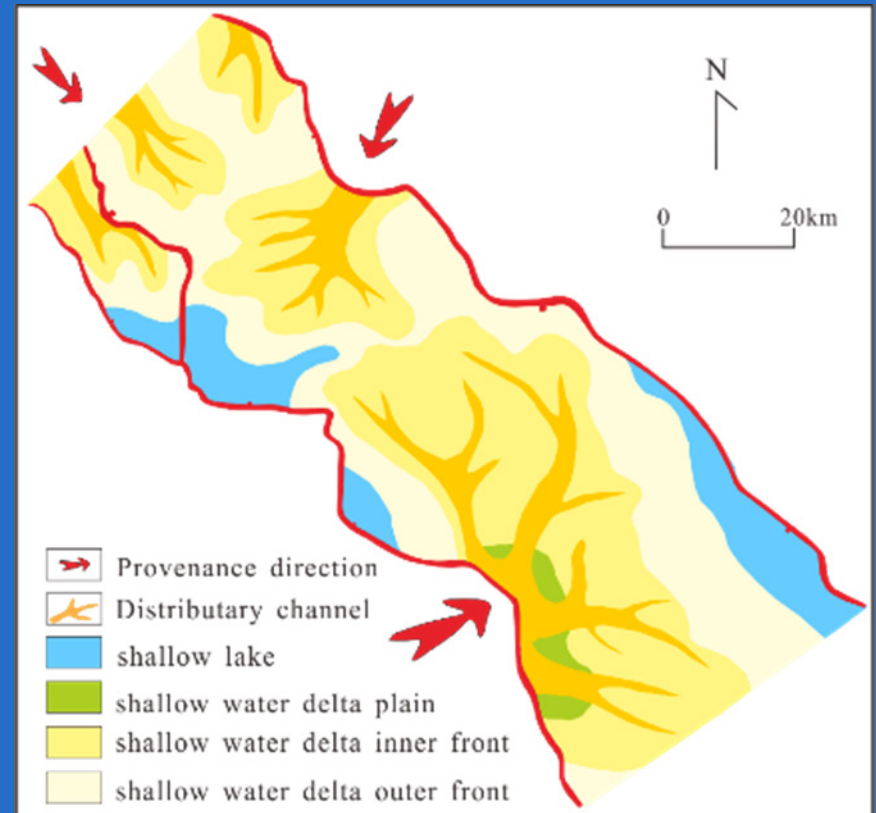 N
0 20km
Provenance direction
Distributary channel
shallow lake
shallow water delta plain
shallow water delta inner front
shallow water delta outer front